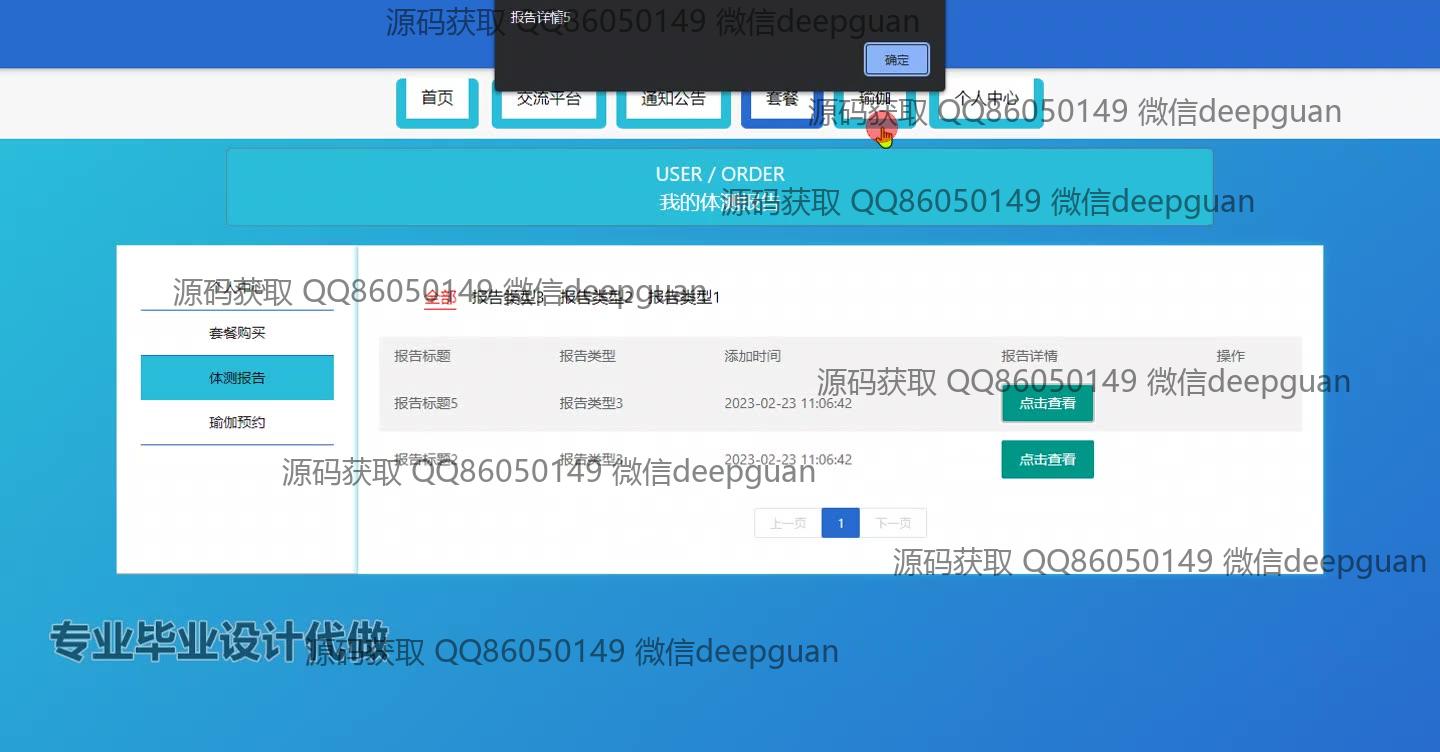 报告详情5
源码获取 QQ86050149 微信deepguan
确定
首页
交流平台
通知公告
套餐
瑜伽
个人中心
源码获取 QQ86050149 微信deepguan
USER / ORDER
我的体测报告
源码获取 QQ86050149 微信deepguan
个人中心
源码获取 QQ86050149 微信deepguan
全部 报告类型3 报告类型2 报告类型1
套餐购买
体测报告
瑜伽预约
报告标题 报告类型 添加时间 报告详情 操作
源码获取 QQ86050149 微信deepguan
报告标题5 报告类型3 2023-02-23 11:06:42 点击查看
报告标题2 报告类型3 2023-02-23 11:06:42 点击查看
源码获取 QQ86050149 微信deepguan
上一页 1 下一页
源码获取 QQ86050149 微信deepguan
专业毕业设计代做
源码获取 QQ86050149 微信deepguan